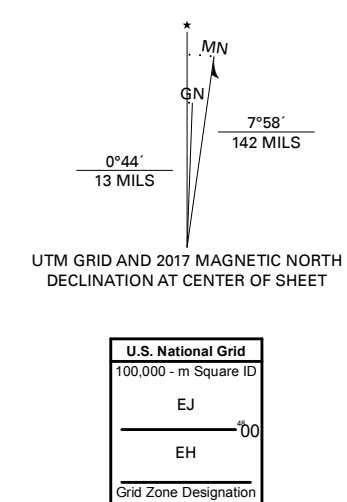 MN
GN
7°58´
142 MILS
0°44´
13 MILS
UTM GRID AND 2017 MAGNETIC NORTH
DECLINATION AT CENTER OF SHEET
U.S. National Grid
100,000 - m Square ID
EJ
4800
EH
Grid Zone Designation